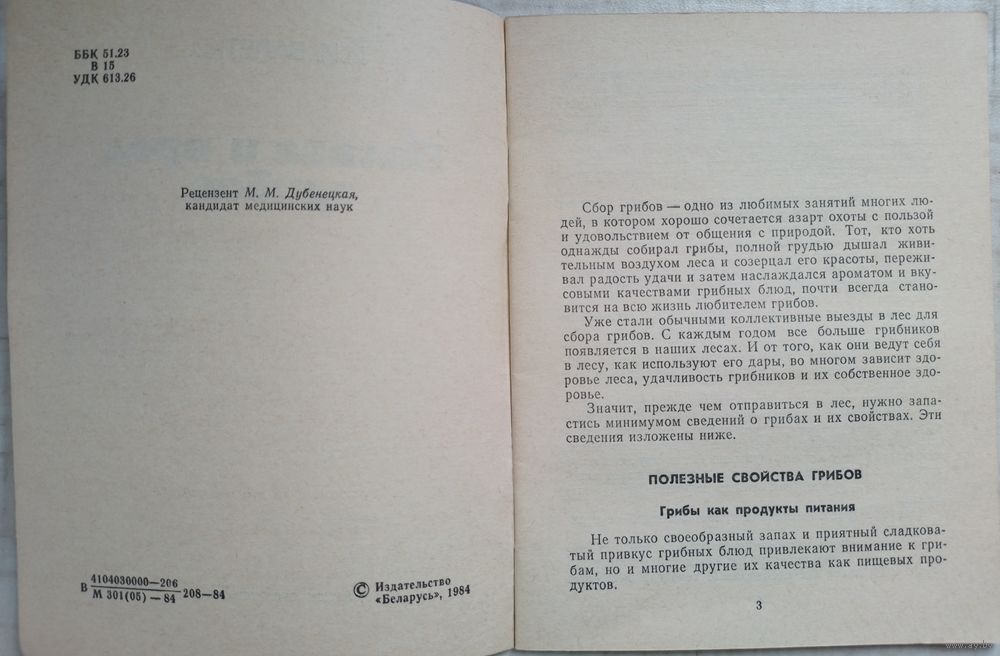 ББК 51.23
В 15
УДК 613.26
Рецензент М. М. Дубенецкая,
кандидат медицинских наук
В 4104030000—206
М 301(05)—84
208—84
© Издательство
«Беларусь», 1984
Сбор грибов — одно из любимых занятий многих лю-
дей, в котором хорошо сочетается азарт охоты с пользой
и удовольствием от общения с природой. Тот, кто хоть
однажды собирал грибы, полной грудью дышал живи-
тельным воздухом леса и созерцал его красоты, пережи-
вал радость удачи и затем наслаждался ароматом и вку-
совыми качествами грибных блюд, почти всегда стано-
вится на всю жизнь любителем грибов.
Уже стали обычными коллективные выезды в лес для
сбора грибов. С каждым годом все больше грибников
появляется в наших лесах. И от того, как они ведут себя
в лесу, как используют его дары, во многом зависит здо-
ровье леса, удачливость грибников и их собственное здо-
ровье.
Значит, прежде чем отправиться в лес, нужно запа-
стись минимумом сведений о грибах и их свойствах. Эти
сведения изложены ниже.
ПОЛЕЗНЫЕ СВОЙСТВА ГРИБОВ
Грибы как продукты питания
Не только своеобразный запах и приятный сладкова-
тый привкус грибных блюд привлекают внимание к гри-
бам, но и многие другие их качества как пищевых про-
дуктов.
3
www.ay.by